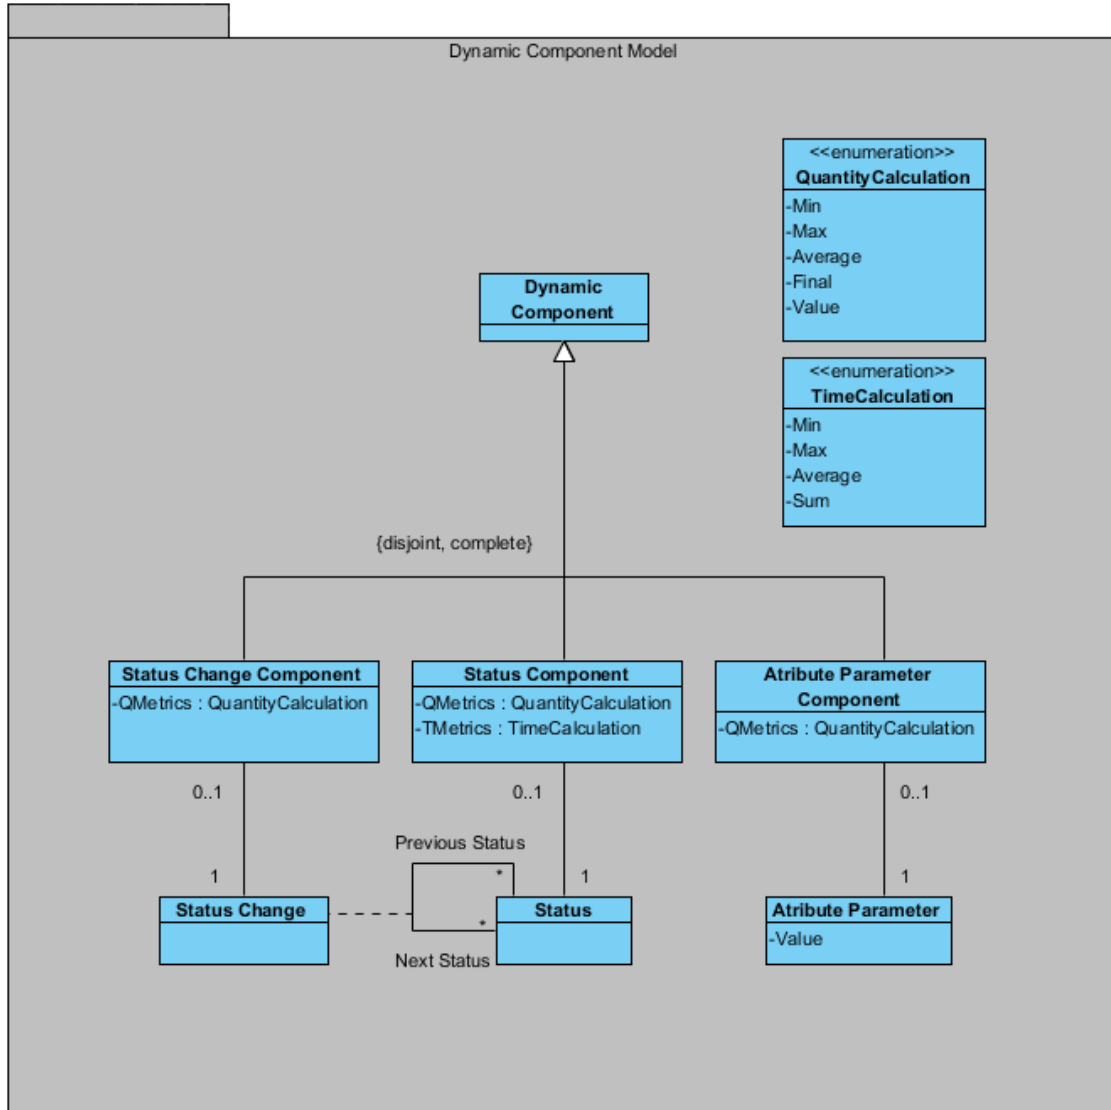 Dynamic Component Model
<<enumeration>>
QuantityCalculation
-Min
-Max
-Average
-Final
-Value
Dynamic
Component
<<enumeration>>
TimeCalculation
-Min
-Max
-Average
-Sum
{disjoint, complete}
Status Change Component
-QMetrics : QuantityCalculation
Status Component
-QMetrics : QuantityCalculation
-TMetrics : TimeCalculation
Atribute Parameter
Component
-QMetrics : QuantityCalculation
0..1
0..1
0..1
Previous Status
*
1
1
1
Status Change
*
Status
Next Status
Atribute Parameter
-Value